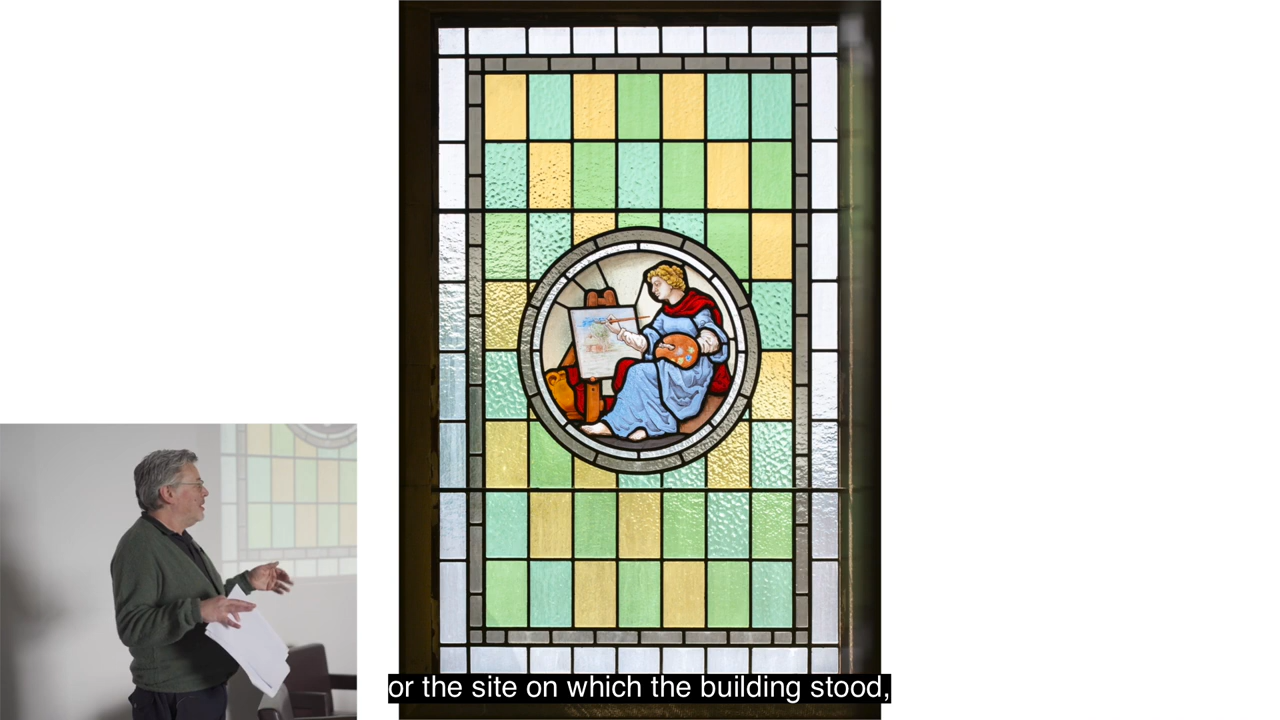 or the site on which the building stood,